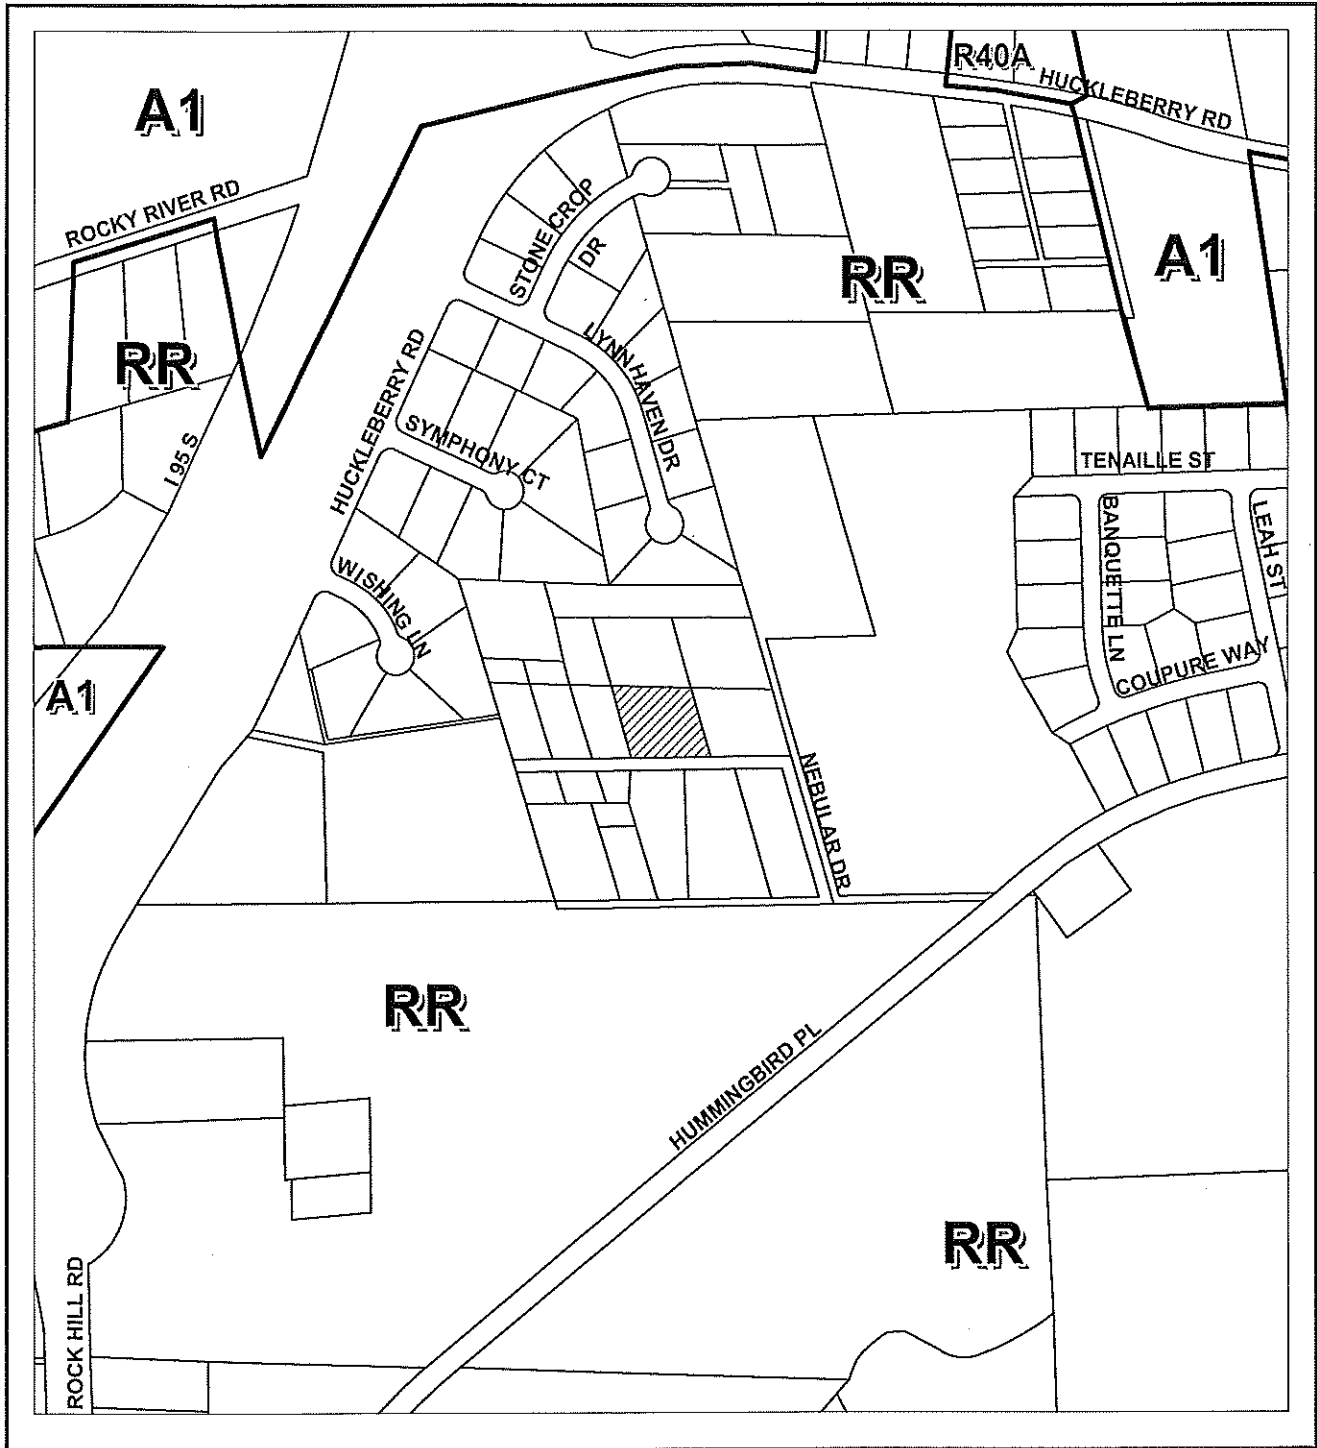 R40A
HUCKLEBERRY RD
A1
ROCKY RIVER RD
STONE CROP
DR
RR
A1
RR
LYNN HAVEN DR
HUCKLEBERRY RD
SYMPHONY CT
I 95 S
TENAILLE ST
BANQUETTE LN
LEAH ST
WISHING LN
COUPURE WAY
A1
NEBULAR DR
RR
HUMMINGBIRD PL
RR
ROCK HILL RD